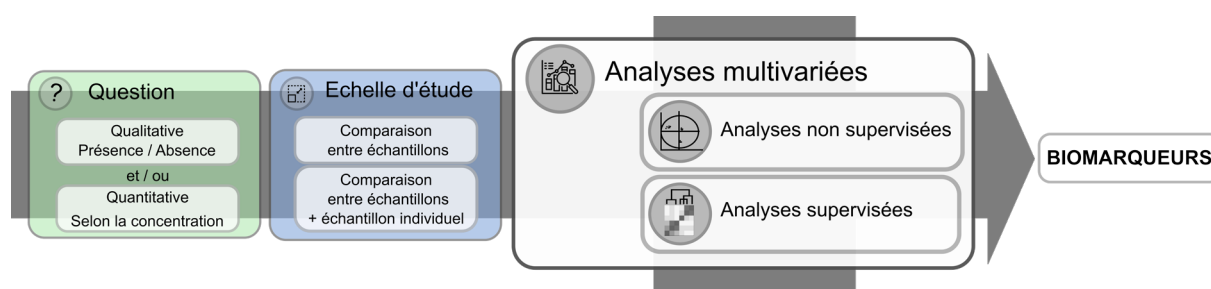 ?
Question
Qualitative
Présence / Absence
et / ou
Quantitative
Selon la concentration
Echelle d'étude
Comparaison
entre échantillons
Comparaison
entre échantillons
+ échantillon individuel
Analyses multivariées
Analyses non supervisées
Analyses supervisées
BIOMARQUEURS